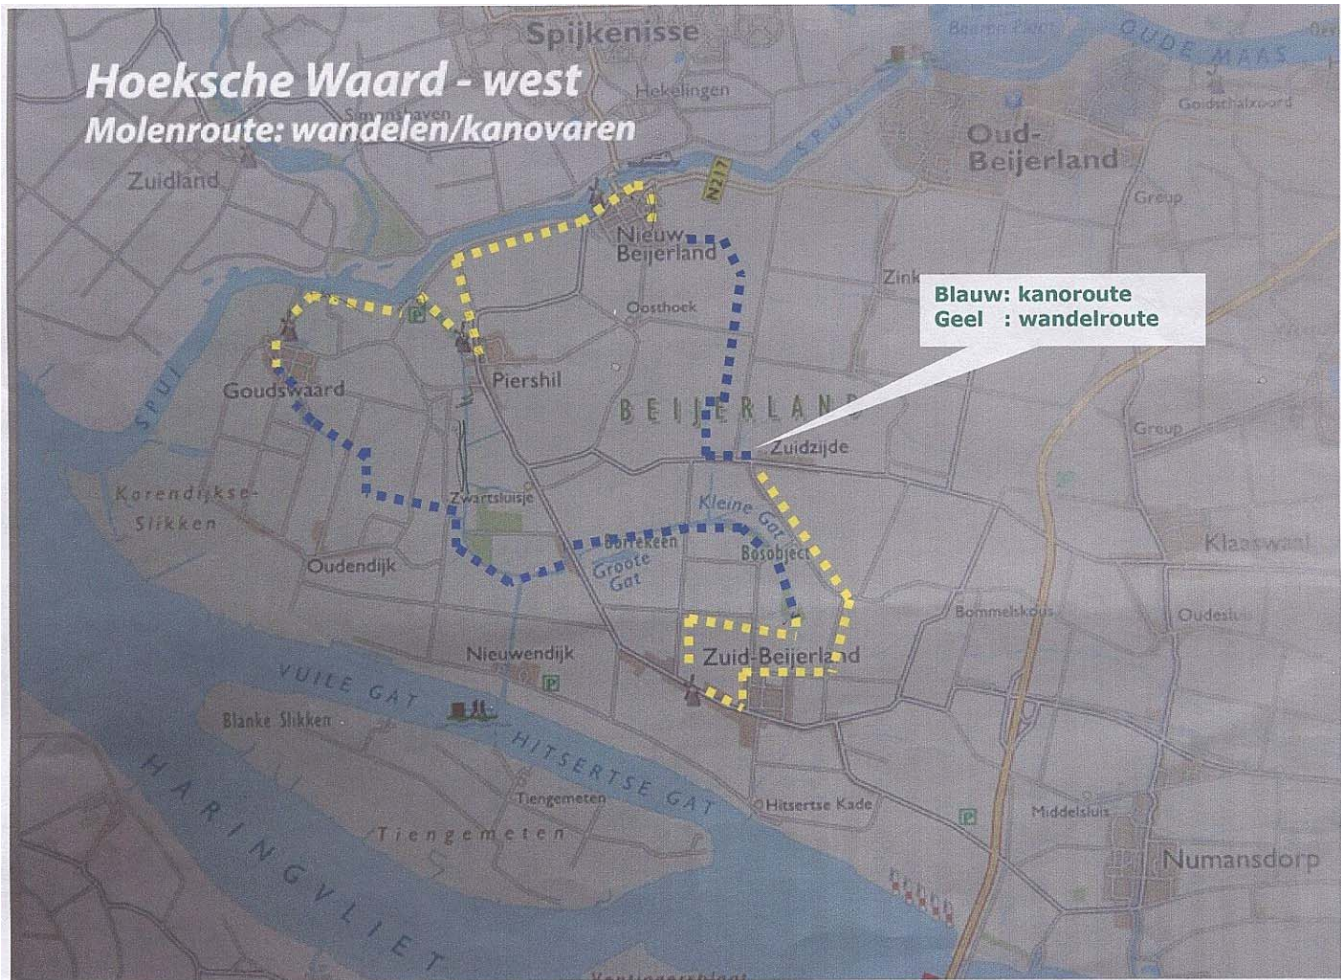 Spijkenisse
OUDE MAAS
Hoeksche Waard - west
Molenroute: wandelen/kanovaren
Hekelingen
Goidschalxoord
SPUI
Oud-
Beijerland
Zuidland
N217
Greup
Nieuw
Beijerland
Blauw: kanoroute
Geel : wandelroute
Oosthoek
P
Piershil
Goudswaard
SPUI
BEIJERLAND
Zuidzijde
Greup
Korendijkse-
Slikken
Zwartsluisje
Kleine Gat
Klaaswaal
Oudendijk
Groote
Gat
Bosobject
Bommelskous
Oudesluis
Nieuwendijk
P
Zuid-Beijerland
VUILE GAT
Blanke Slikken
HITSERTSE GAT
HARINGVLIET
Tiengemeten
Tiengemeten
Hitsertse Kade
P
Middelsluis
Numansdorp